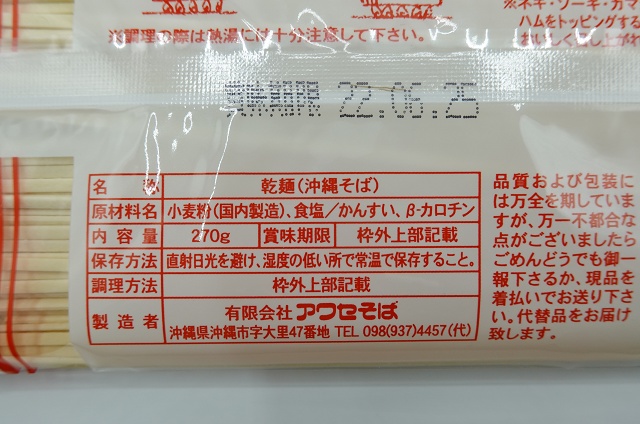 ※ネギ・ソーキ・カマ
ハムをトッピングする
おいしく召し上がれ
※調理の際は熱湯に十分注意して下さい。
賞味期限 22.06.25
名称 乾麺(沖縄そば)
原材料名 小麦粉(国内製造)、食塩/かんすい、β-カロチン
内容量 270g 賞味期限 枠外上部記載
保存方法 直射日光を避け、湿度の低い所で常温で保存すること。
調理方法 枠外上部記載
製造者 有限会社アワセそば
沖縄県沖縄市字大里47番地 TEL 098(937)4457(代)
品質および包装に
は万全を期していま
すが、万一不都合な
点がございましたら
ごめんどうでも御一
報下さるか、現品を
着払いでお送り下さ
い。代替品をお届け
致します。